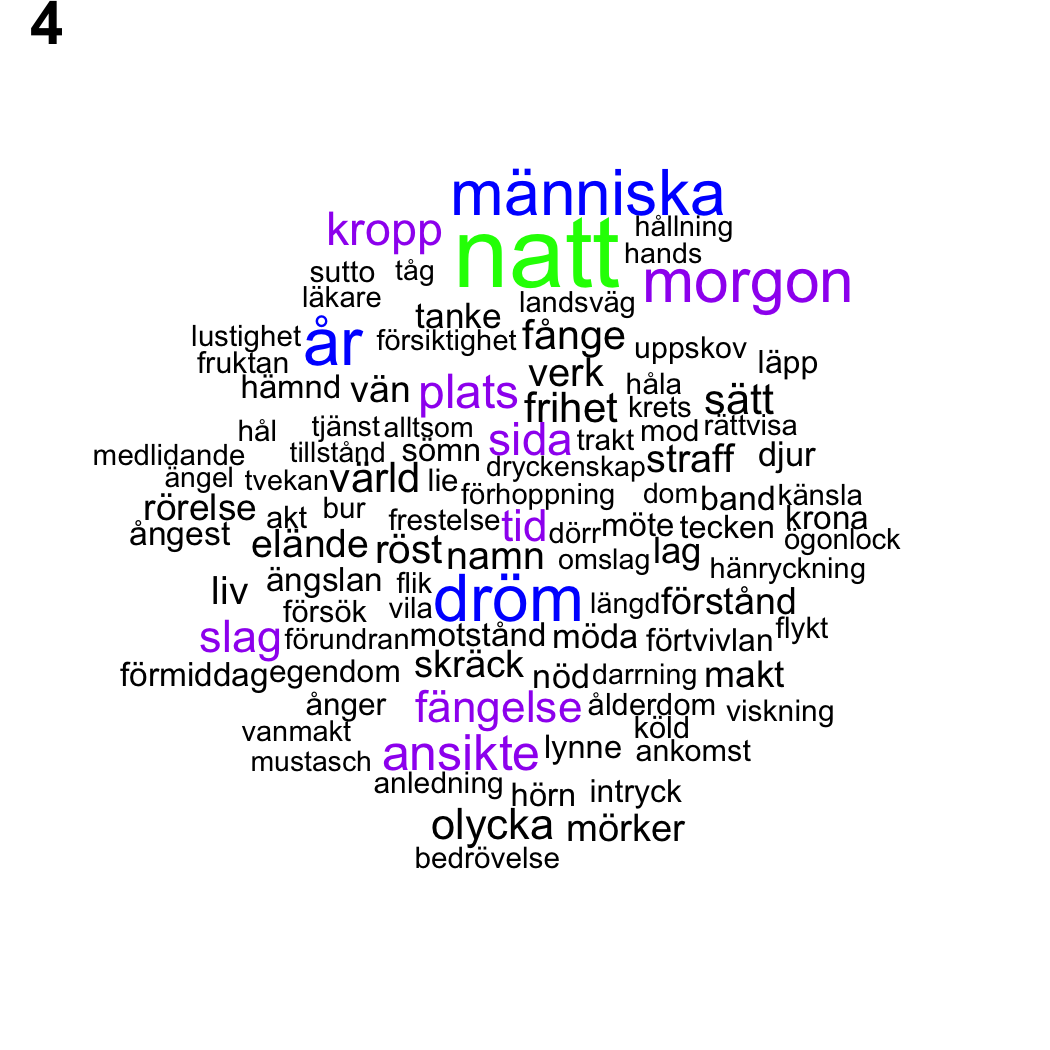 4
människa
kropp natt hållning
hands
sutto tåg morgon
läkare landsväg
tanke
lustighet år försiktighet fånge uppskov
fruktan verk läpp
hämnd vän plats håla
frihet krets sätt
hål tjänst alltsom sida trakt mod rättvisa
medlidande tillstånd sömn straff djur
ängel tvekan värld lie dryckenskap
förhoppning dom band känsla
rörelse akt bur frestelse tid dörr möte tecken krona
ångest elände röst namn omslag lag ögonlock
hänryckning
liv ängslan flik dröm längd förstånd
försök vila
slag förundran motstånd möda förtvivlan flykt
förmiddag egendom skräck nöd darrning makt
ånger fängelse ålderdom viskning
vanmakt köld
mustasch ansikte lynne ankomst
anledning hörn intryck
olycka mörker
bedrövelse